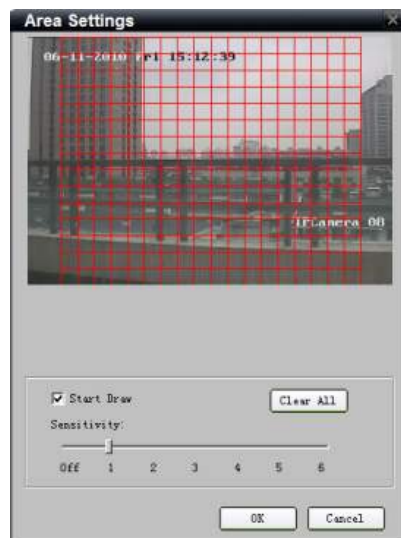 Area Settings
06-11-2010 Fri 15:12:39
IPCamera 08
Start Draw
Clear All
Sensitivity:
Off 1 2 3 4 5 6
OK Cancel